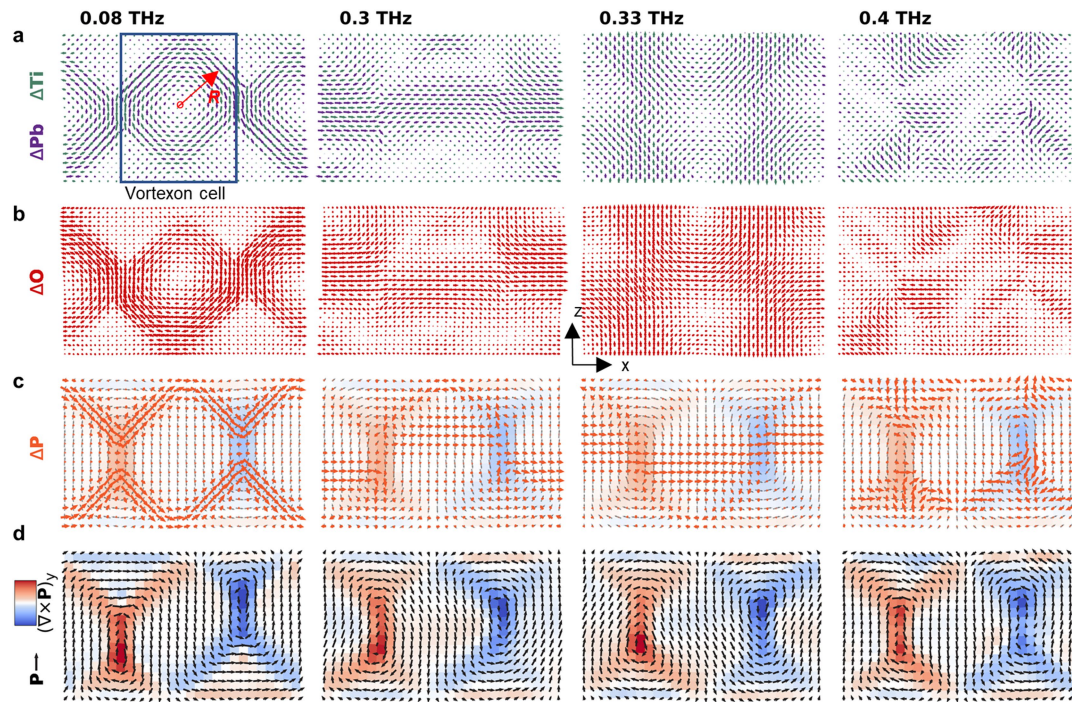 0.08 THz 0.3 THz 0.33 THz 0.4 THz
a
ΔTi
ΔPb
R
Vortexon cell
b
ΔO
z
x
c
ΔP
d
(∇×P)y
P